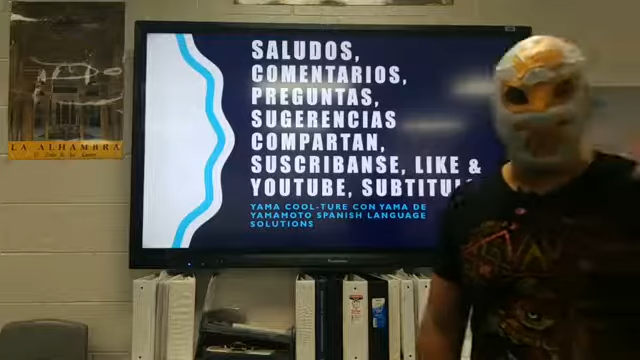 LA ALHAMBRA
SALUDOS,
COMENTARIOS,
PREGUNTAS,
SUGERENCIAS
COMPARTAN,
SUSCRIBANSE, LIKE &
YOUTUBE,
YAMA COOL-TURE CON YAMA DE
YAMAMOTO SPANISH LANGUAGE
SOLUTIONS